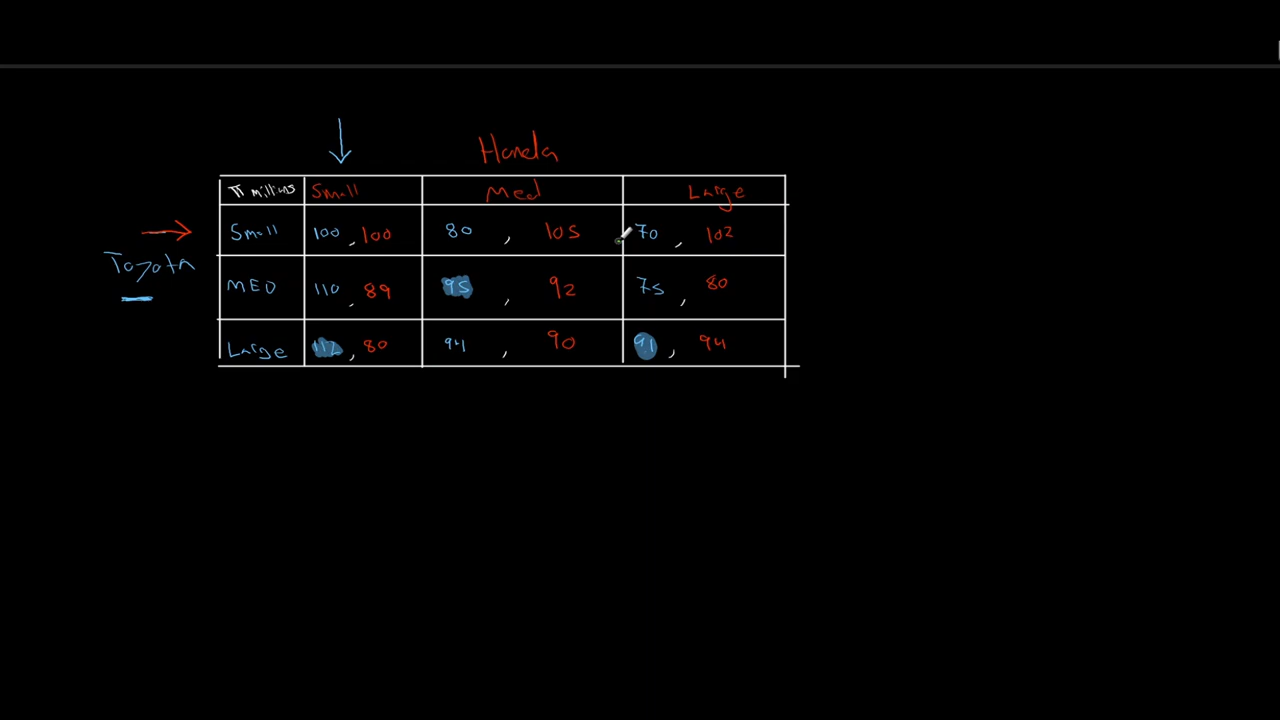 Honda
π millions Small Med Large
Small 100 , 100 80 , 105 70 , 102
Toyota
MED 110 , 89 95 , 92 75 , 80
Large 112 , 80 94 , 90 91 , 94